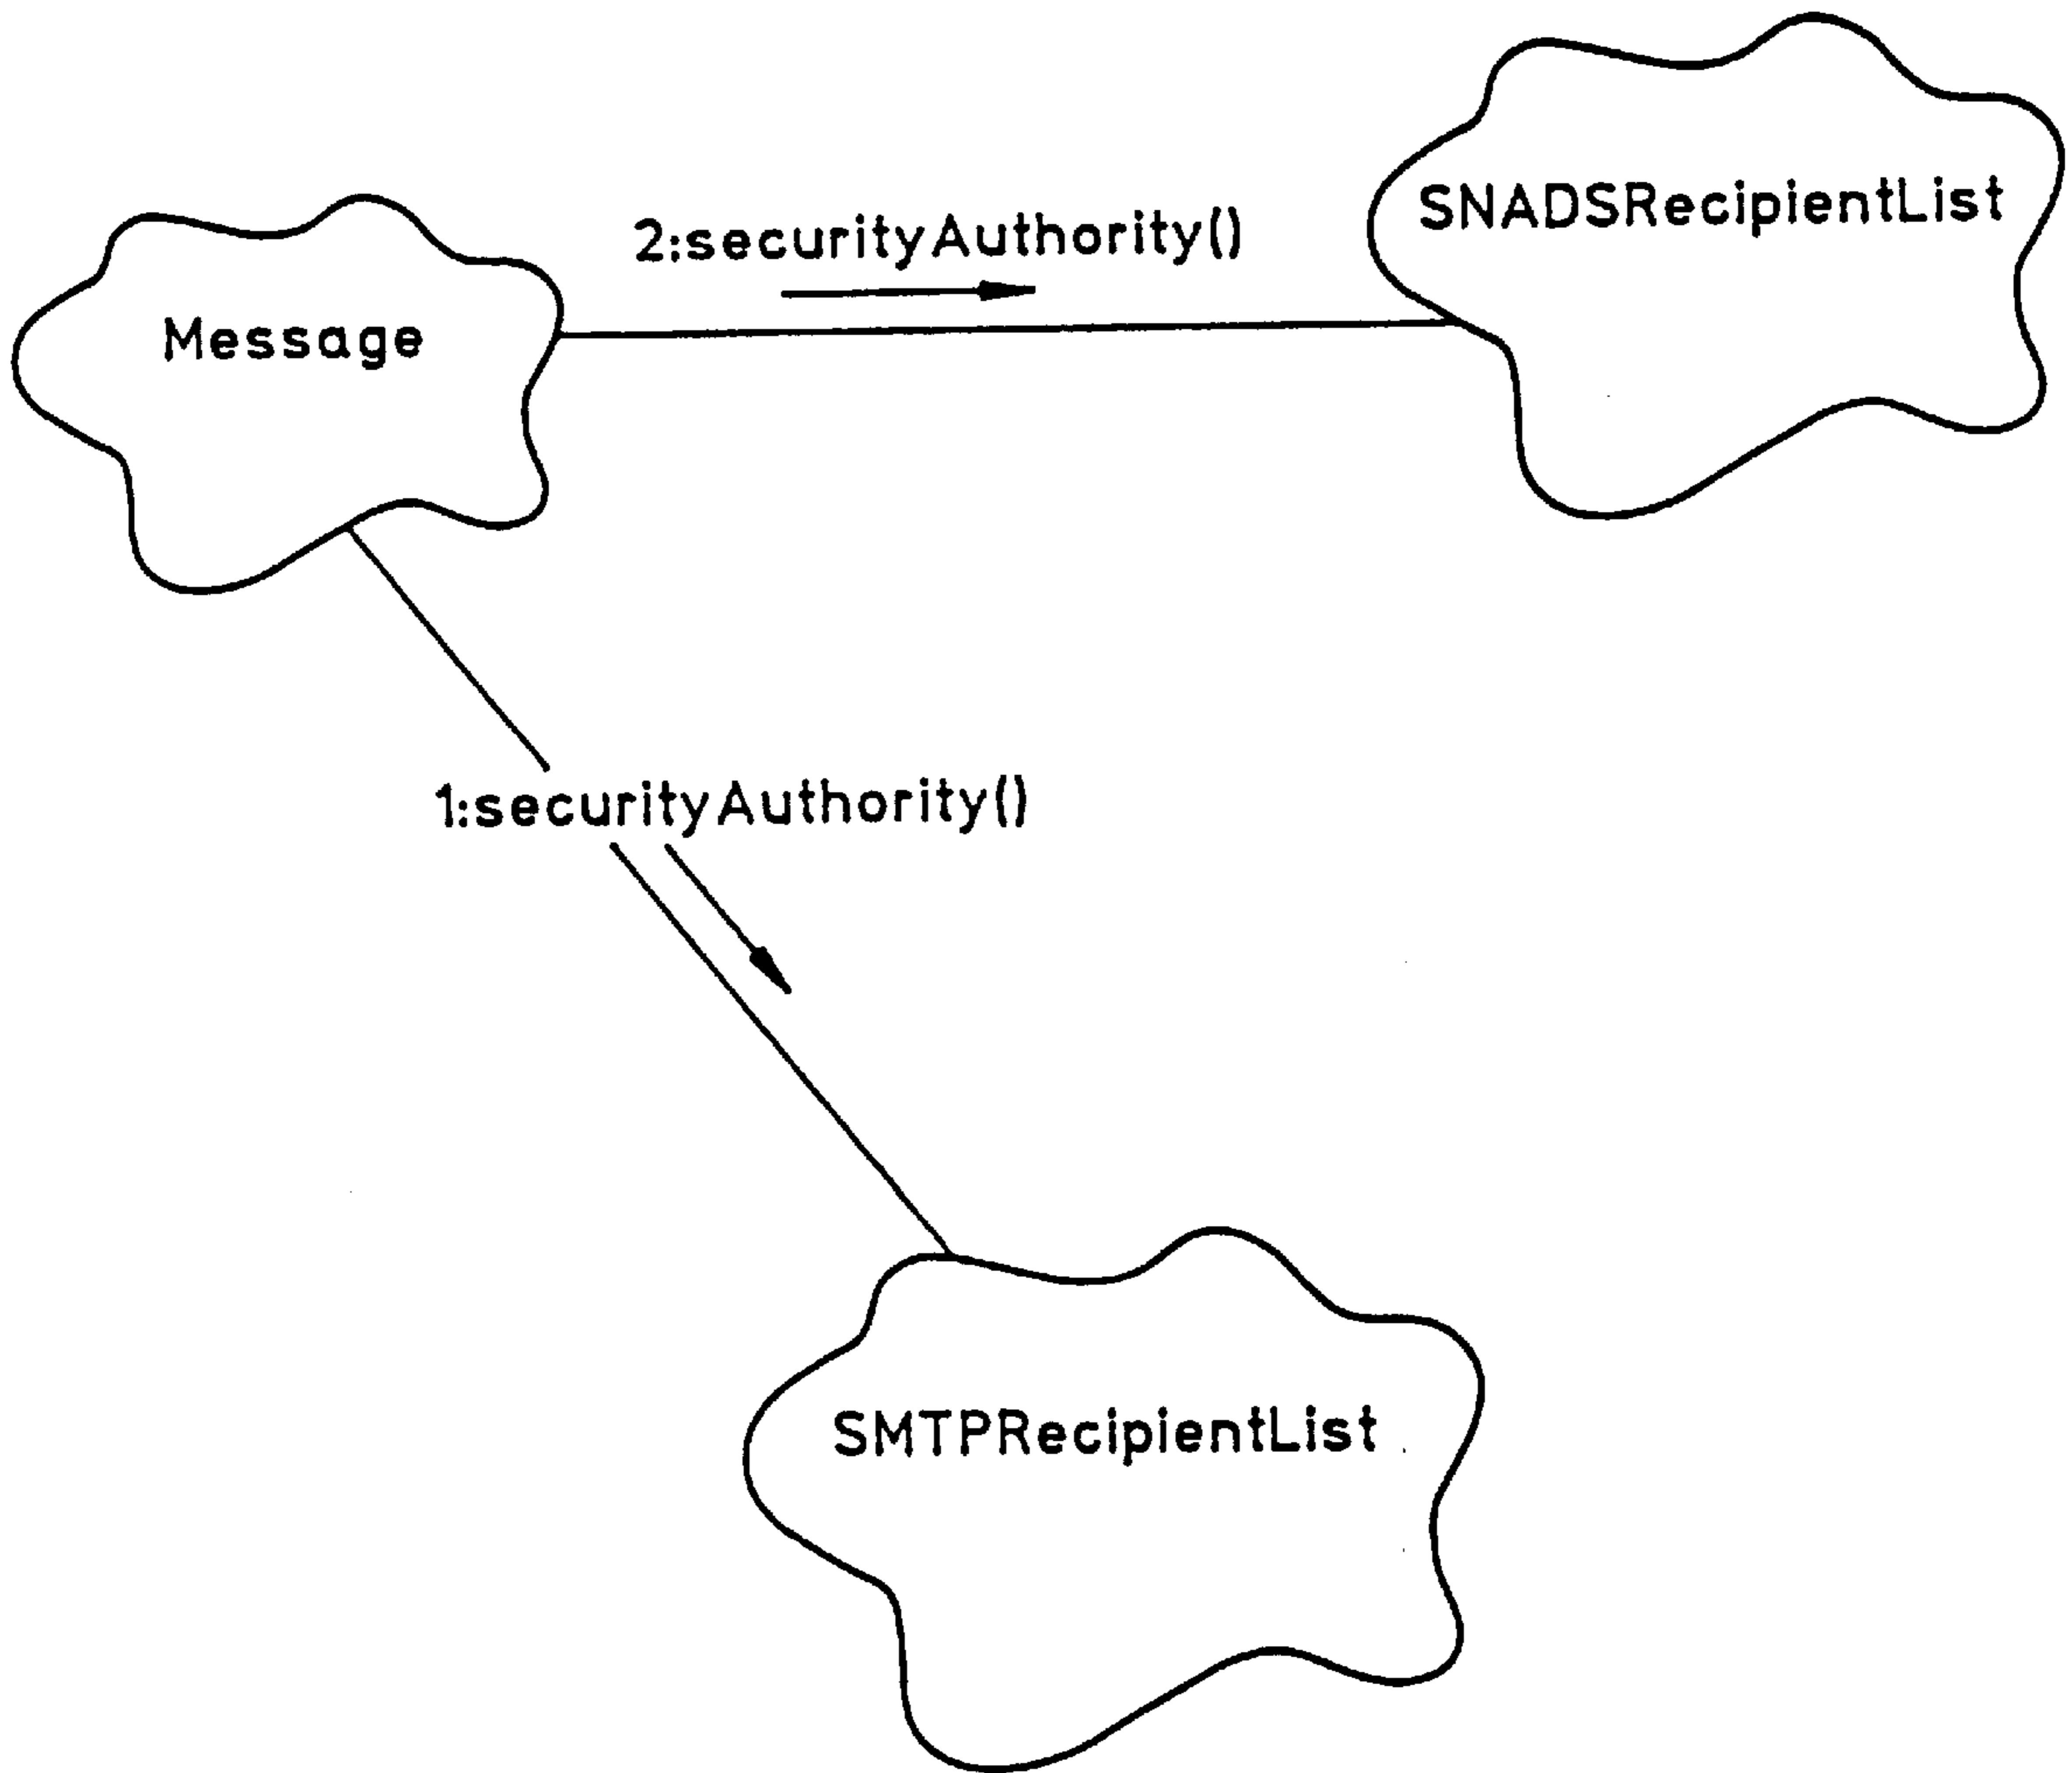 SNADSRecipientList
2:securityAuthority()
Message
1:securityAuthority()
SMTPRecipientList